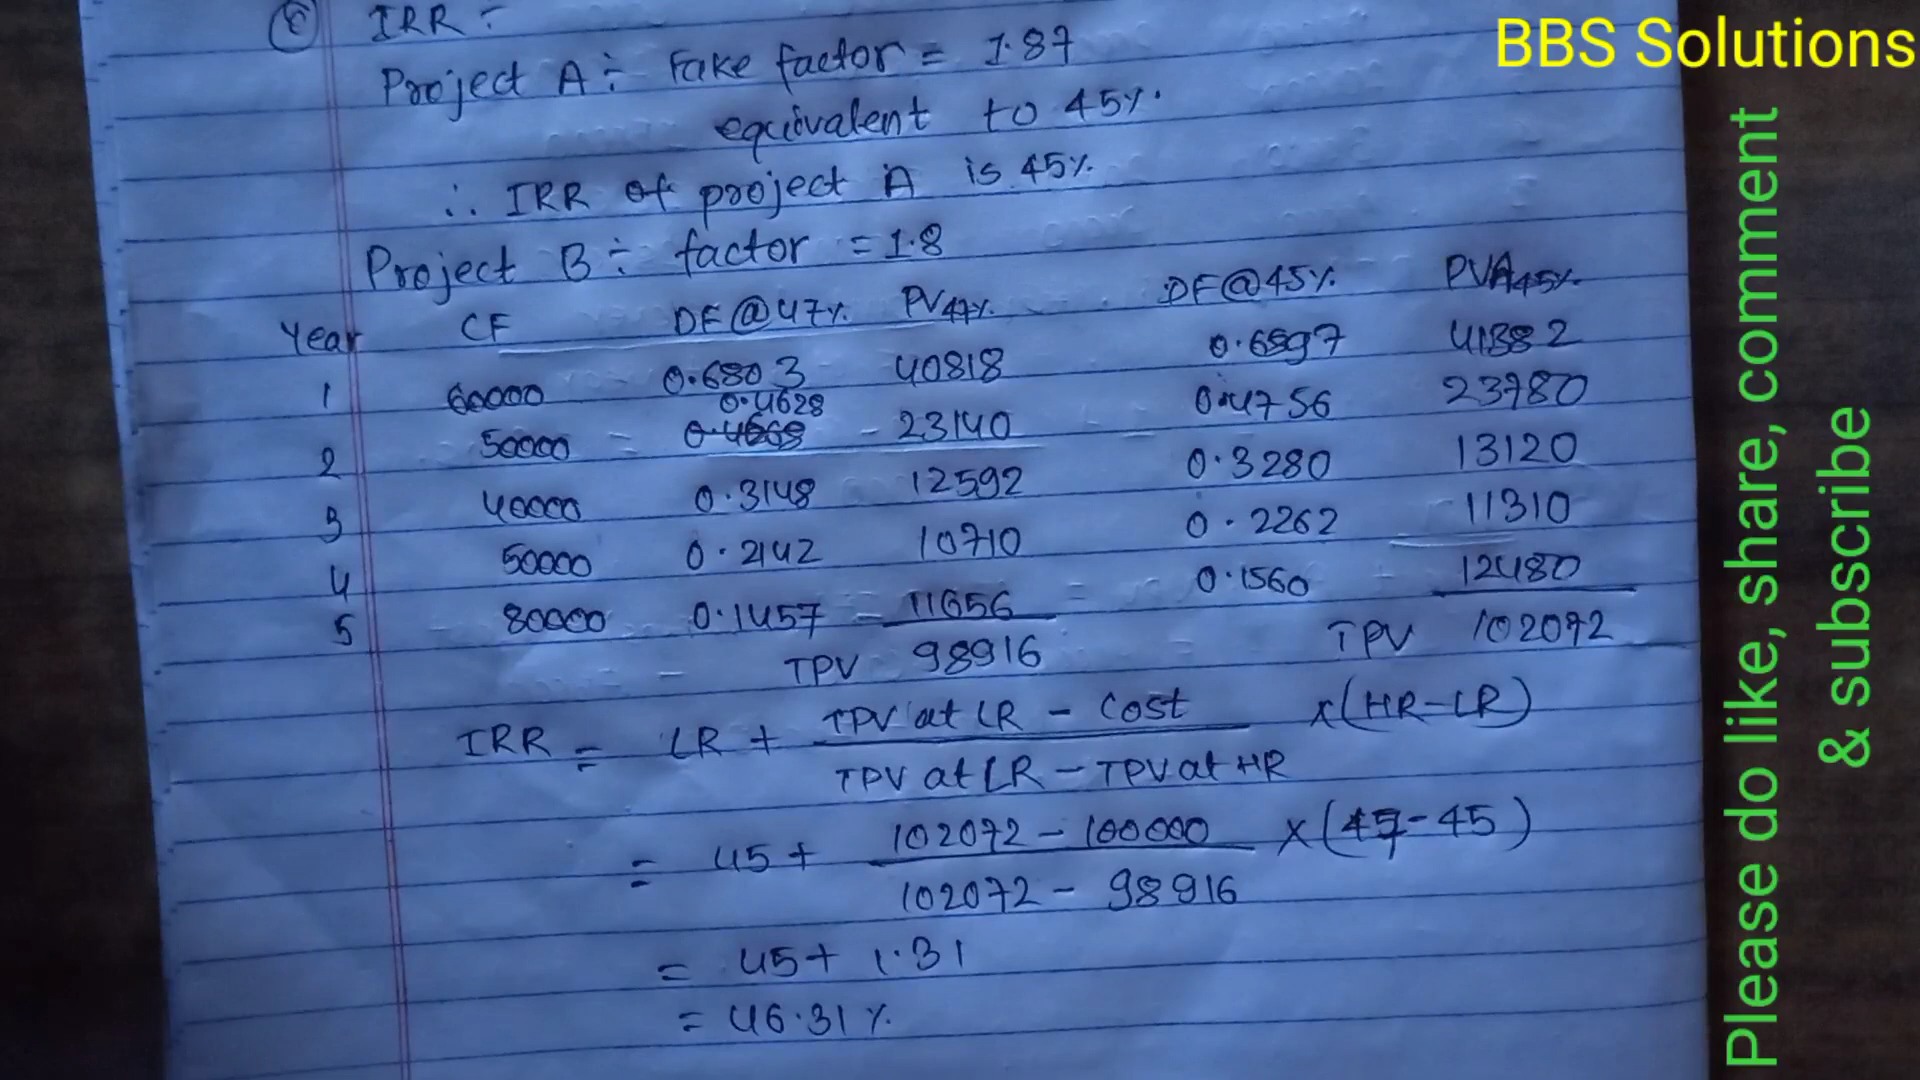 ⑧ IRR :-
Project A :- Fake factor = 1.87
equivalent to 45%.
∴ IRR of project A is 45%.
Project B :- factor = 1.8
Year CF DF@47% PV47% DF@45% PVA45%
1 60000 0.6803 40818 0.6897 41382
2 50000 0.4628 23140 0.4756 23780
3 40000 0.3148 12592 0.3280 13120
4 50000 0.2142 10710 0.2262 11310
5 80000 0.1457 11656 0.1560 12480
TPV 98916 TPV 102072
IRR = LR + TPV at LR - Cost / TPV at LR - TPV at HR x (HR-LR)
= 45 + 102072 - 100000 / 102072 - 98916 x (47-45)
= 45 + 1.31
= 46.31%.
BBS Solutions
Please do like, share, comment
& subscribe